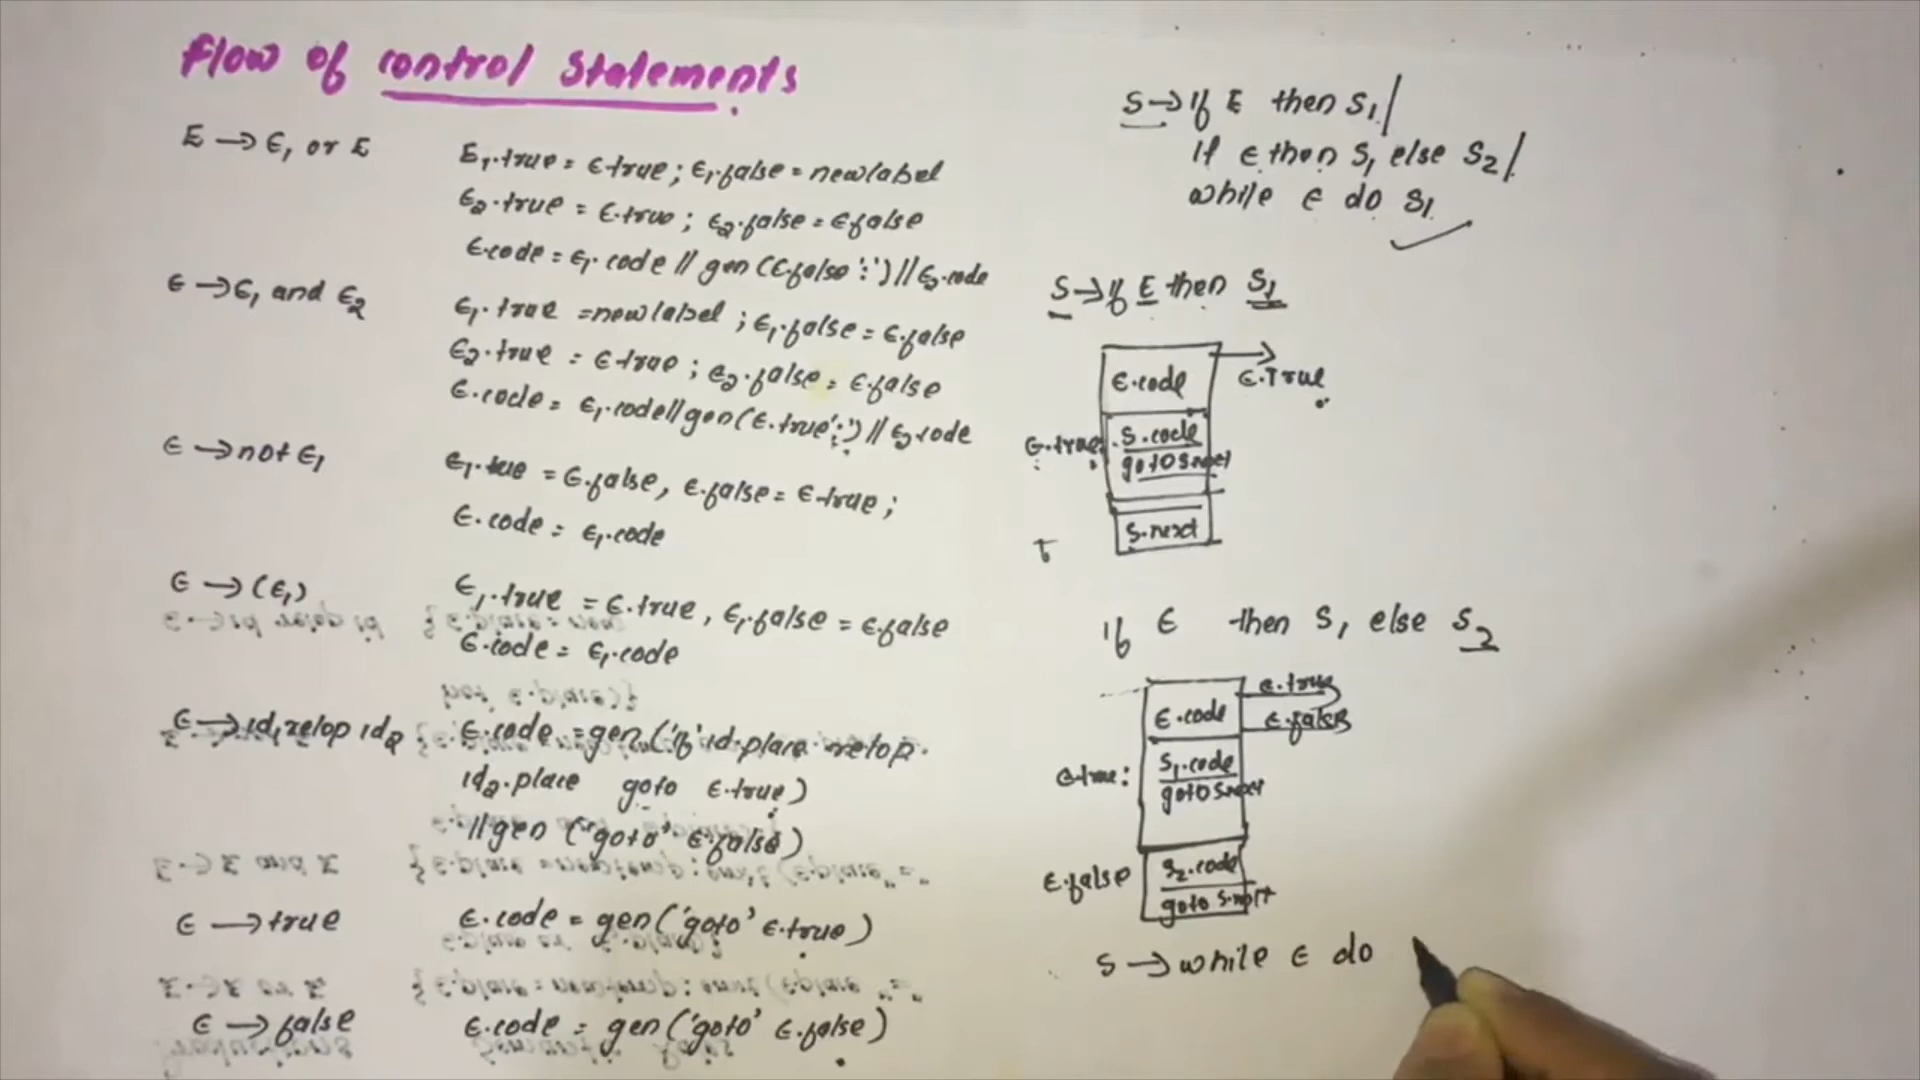 Flow of control Statements
E → E1 or E
E1.true = E.true ; E1.false = newlabel
E2.true = E.true ; E2.false = E.false
E.code = E1.code // gen (E.false ':') // E2.code
E → E1 and E2
E1.true = newlabel ; E1.false = E.false
E2.true = E.true ; E2.false = E.false
E.code = E1.code // gen (E.true ':') // E2.code
E → not E1
E1.tue = E.false, E.false = E.true ;
E.code = E1.code
E → (E1)
E1.true = E.true, E1.false = E.false
E.code = E1.code
E → id1 relop id2
E.code = gen ('if' id.place relop.
id2.place goto E.true)
// gen ('goto' E.false)
E → true
E.code = gen ('goto' E.true)
E → false
E.code = gen ('goto' E.false)
S → If E then S1 /
If E then S1 else S2 /
while E do S1
S → If E then S1
E.code
E.True
E.true:
S.code
goto S.next
S.next
If E then S1 else S2
E.true
E.code
E.false
E.true:
S1.code
goto S.next
E.false
S2.code
goto S.next
S → while E do